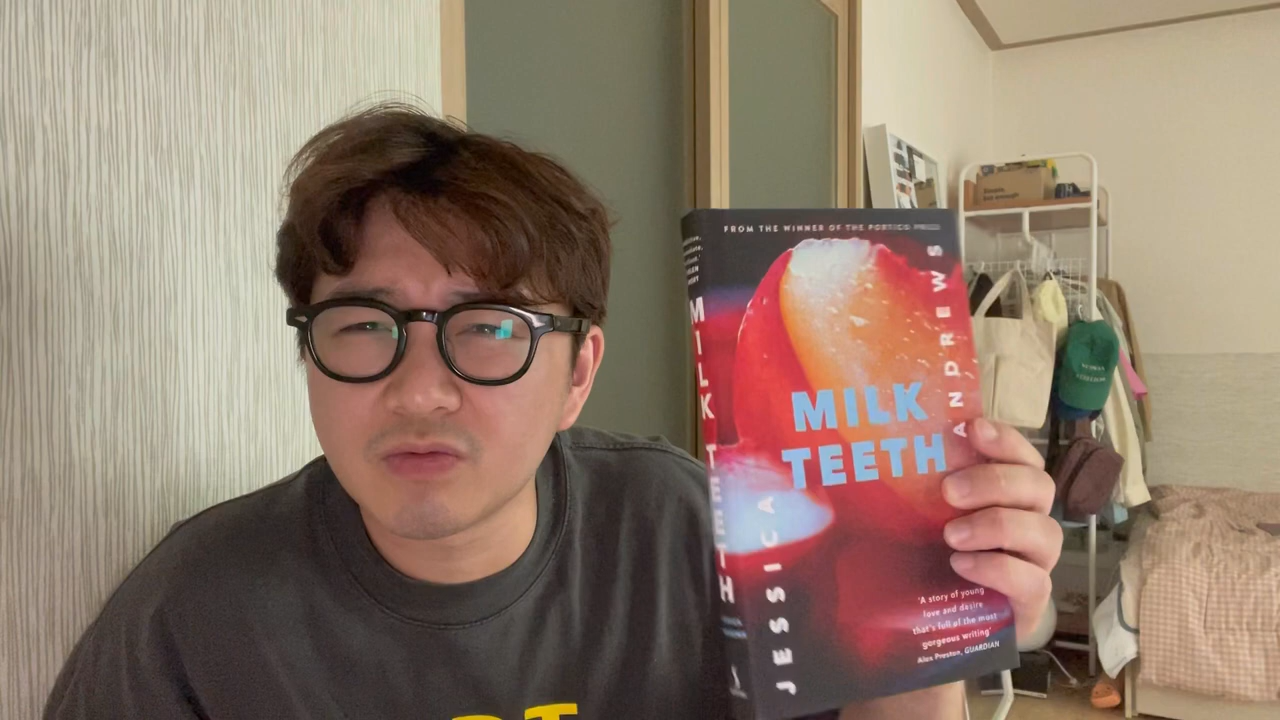 FROM THE WINNER OF THE PORTICO PRIZE
MILK
TEETH
JESSICA
ANDREWS
'A story of young
love and desire
that's full of the most
gorgeous writing'
Alex Preston, GUARDIAN
MILK TEETH